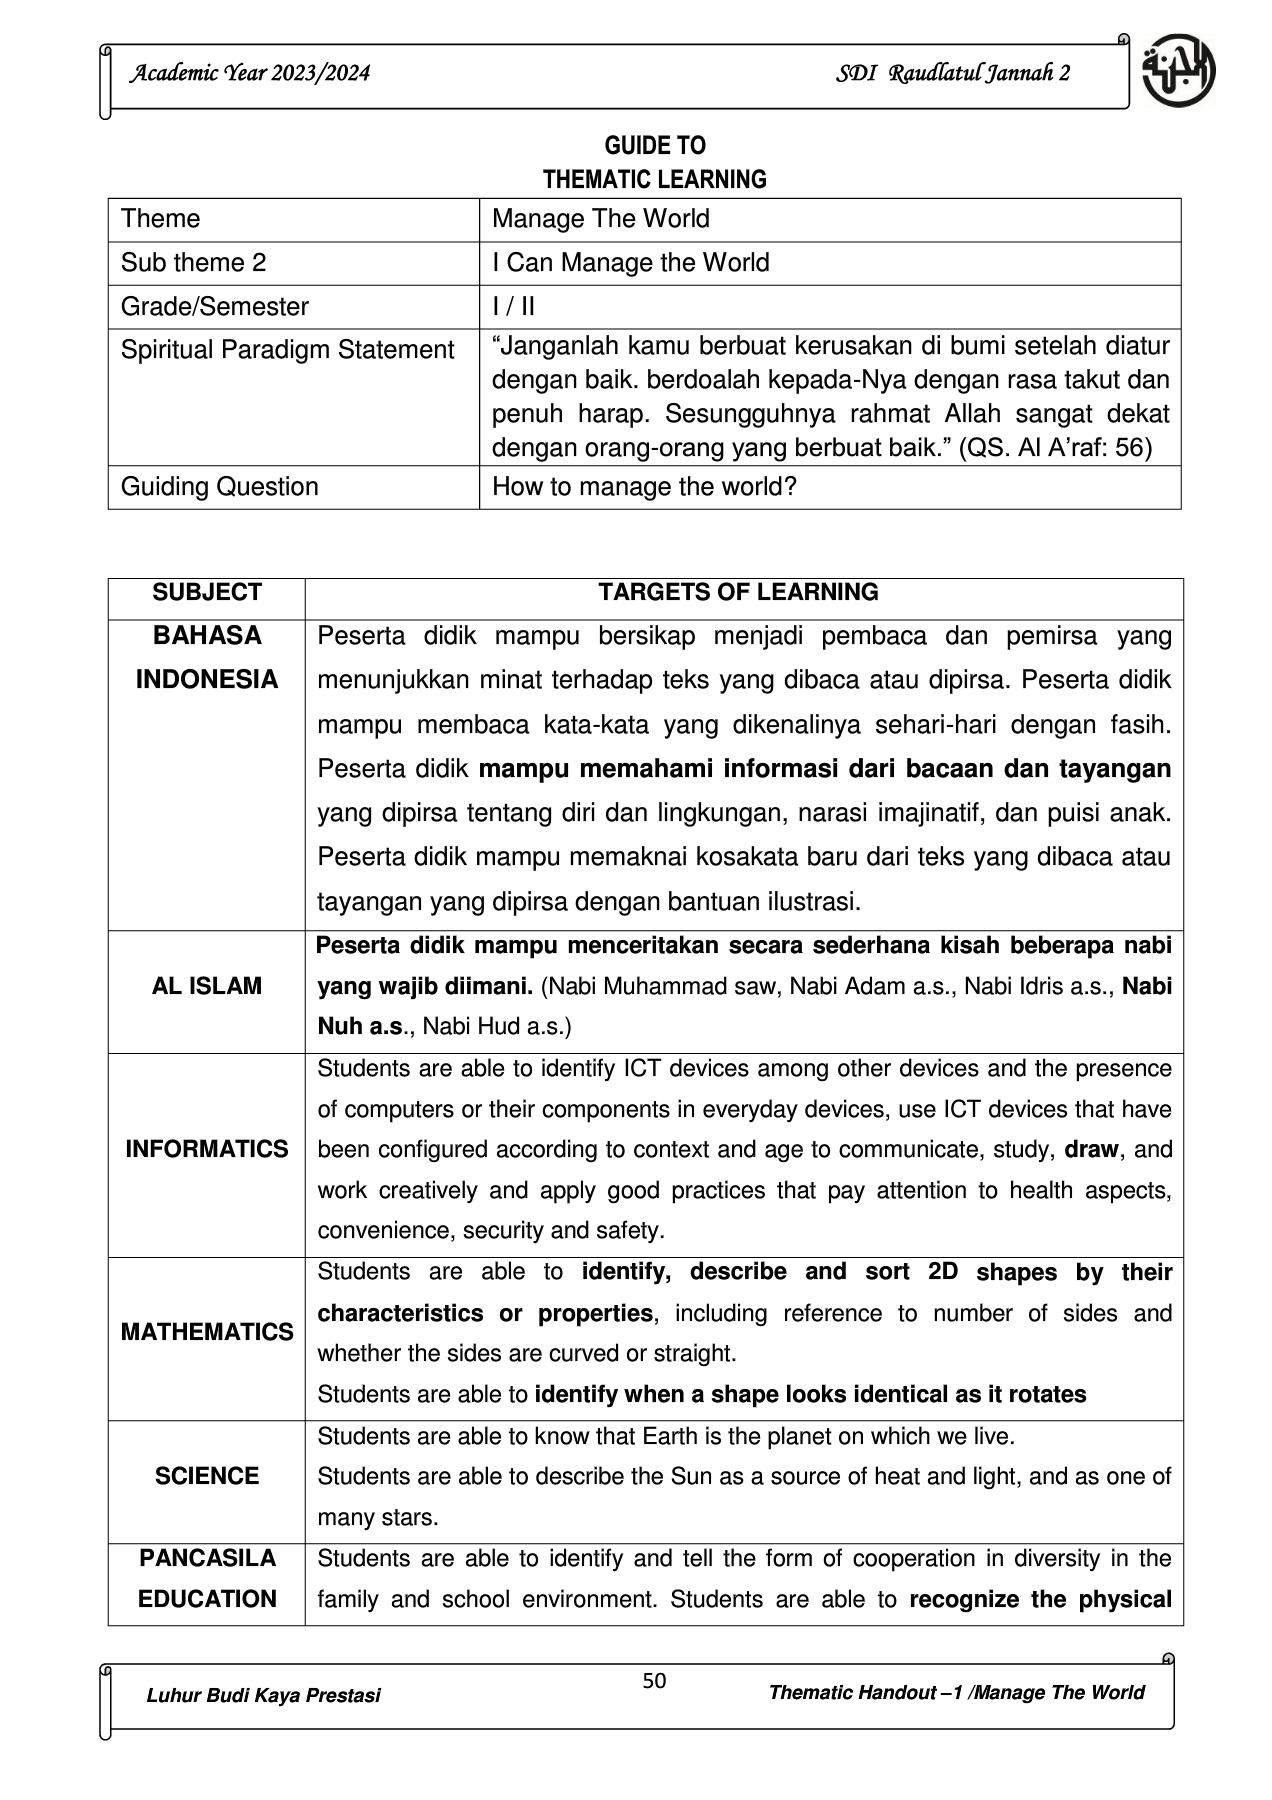 Academic Year 2023/2024
SDI Raudlatul Jannah 2
GUIDE TO
THEMATIC LEARNING
Theme
Manage The World
Sub theme 2
I Can Manage the World
Grade/Semester
I / II
Spiritual Paradigm Statement
“Janganlah kamu berbuat kerusakan di bumi setelah diatur
dengan baik. berdoalah kepada-Nya dengan rasa takut dan
penuh harap. Sesungguhnya rahmat Allah sangat dekat
dengan orang-orang yang berbuat baik.” (QS. Al A’raf: 56)
Guiding Question
How to manage the world?
SUBJECT
TARGETS OF LEARNING
BAHASA
INDONESIA
Peserta didik mampu bersikap menjadi pembaca dan pemirsa yang
menunjukkan minat terhadap teks yang dibaca atau dipirsa. Peserta didik
mampu membaca kata-kata yang dikenalinya sehari-hari dengan fasih.
Peserta didik mampu memahami informasi dari bacaan dan tayangan
yang dipirsa tentang diri dan lingkungan, narasi imajinatif, dan puisi anak.
Peserta didik mampu memaknai kosakata baru dari teks yang dibaca atau
tayangan yang dipirsa dengan bantuan ilustrasi.
AL ISLAM
Peserta didik mampu menceritakan secara sederhana kisah beberapa nabi
yang wajib diimani. (Nabi Muhammad saw, Nabi Adam a.s., Nabi Idris a.s., Nabi
Nuh a.s., Nabi Hud a.s.)
INFORMATICS
Students are able to identify ICT devices among other devices and the presence
of computers or their components in everyday devices, use ICT devices that have
been configured according to context and age to communicate, study, draw, and
work creatively and apply good practices that pay attention to health aspects,
convenience, security and safety.
MATHEMATICS
Students are able to identify, describe and sort 2D shapes by their
characteristics or properties, including reference to number of sides and
whether the sides are curved or straight.
Students are able to identify when a shape looks identical as it rotates
SCIENCE
Students are able to know that Earth is the planet on which we live.
Students are able to describe the Sun as a source of heat and light, and as one of
many stars.
PANCASILA
EDUCATION
Students are able to identify and tell the form of cooperation in diversity in the
family and school environment. Students are able to recognize the physical
Luhur Budi Kaya Prestasi
50
Thematic Handout –1 /Manage The World